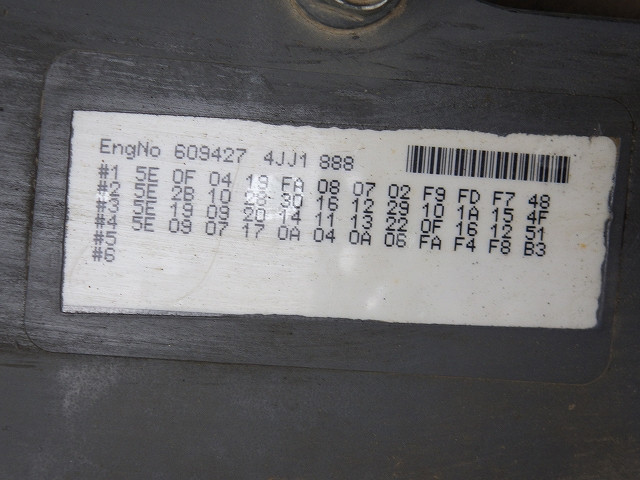 EngNo 609427 4JJ1 888
#1 5E 0F 04 19 FA 08 07 02 F9 FD F7 48
#2 5E 2B 10 28 30 16 12 29 10 1A 15 4F
#3 5E 19 09 20 14 11 13 22 0F 16 12 51
#4 5E 09 07 17 0A 04 0A 06 FA F4 F8 B3
#5
#6